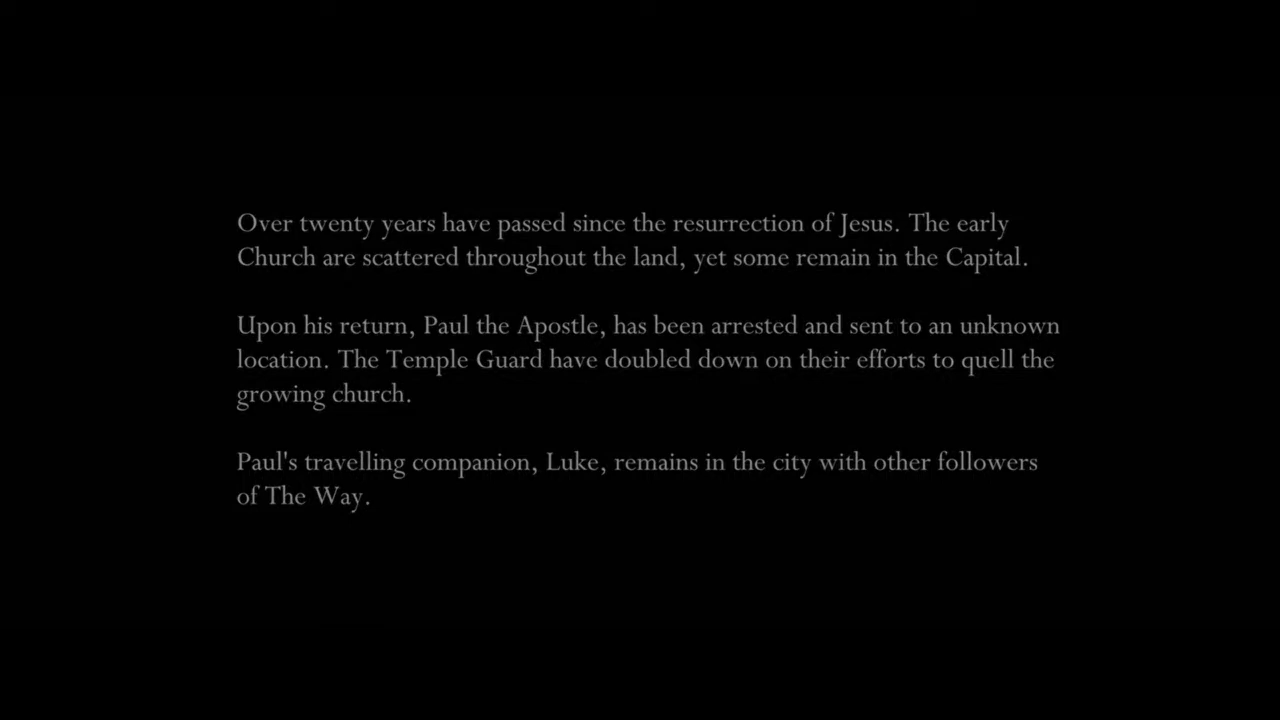 Over twenty years have passed since the resurrection of Jesus. The early
Church are scattered throughout the land, yet some remain in the Capital.
Upon his return, Paul the Apostle, has been arrested and sent to an unknown
location. The Temple Guard have doubled down on their efforts to quell the
growing church.
Paul's travelling companion, Luke, remains in the city with other followers
of The Way.